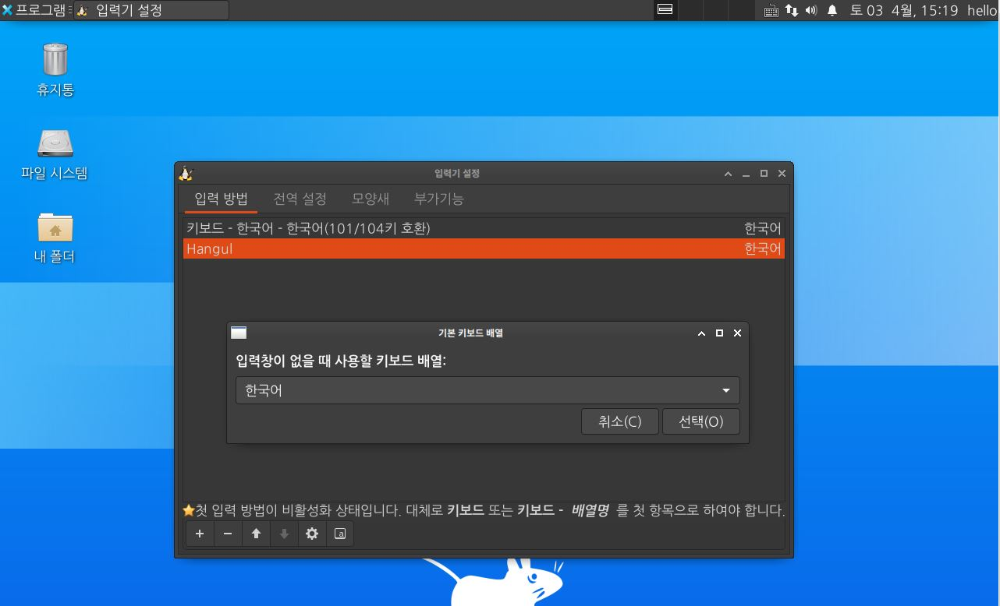 프로그램 입력기 설정 토 03 4월, 15:19 hello
휴지통
파일 시스템
내 폴더
입력기 설정
입력 방법 전역 설정 모양새 부가기능
키보드 - 한국어 - 한국어(101/104키 호환) 한국어
Hangul 한국어
기본 키보드 배열
입력창이 없을 때 사용할 키보드 배열:
한국어
취소(C) 선택(O)
첫 입력 방법이 비활성화 상태입니다. 대체로 키보드 또는 키보드 - 배열명 를 첫 항목으로 하여야 합니다.
a